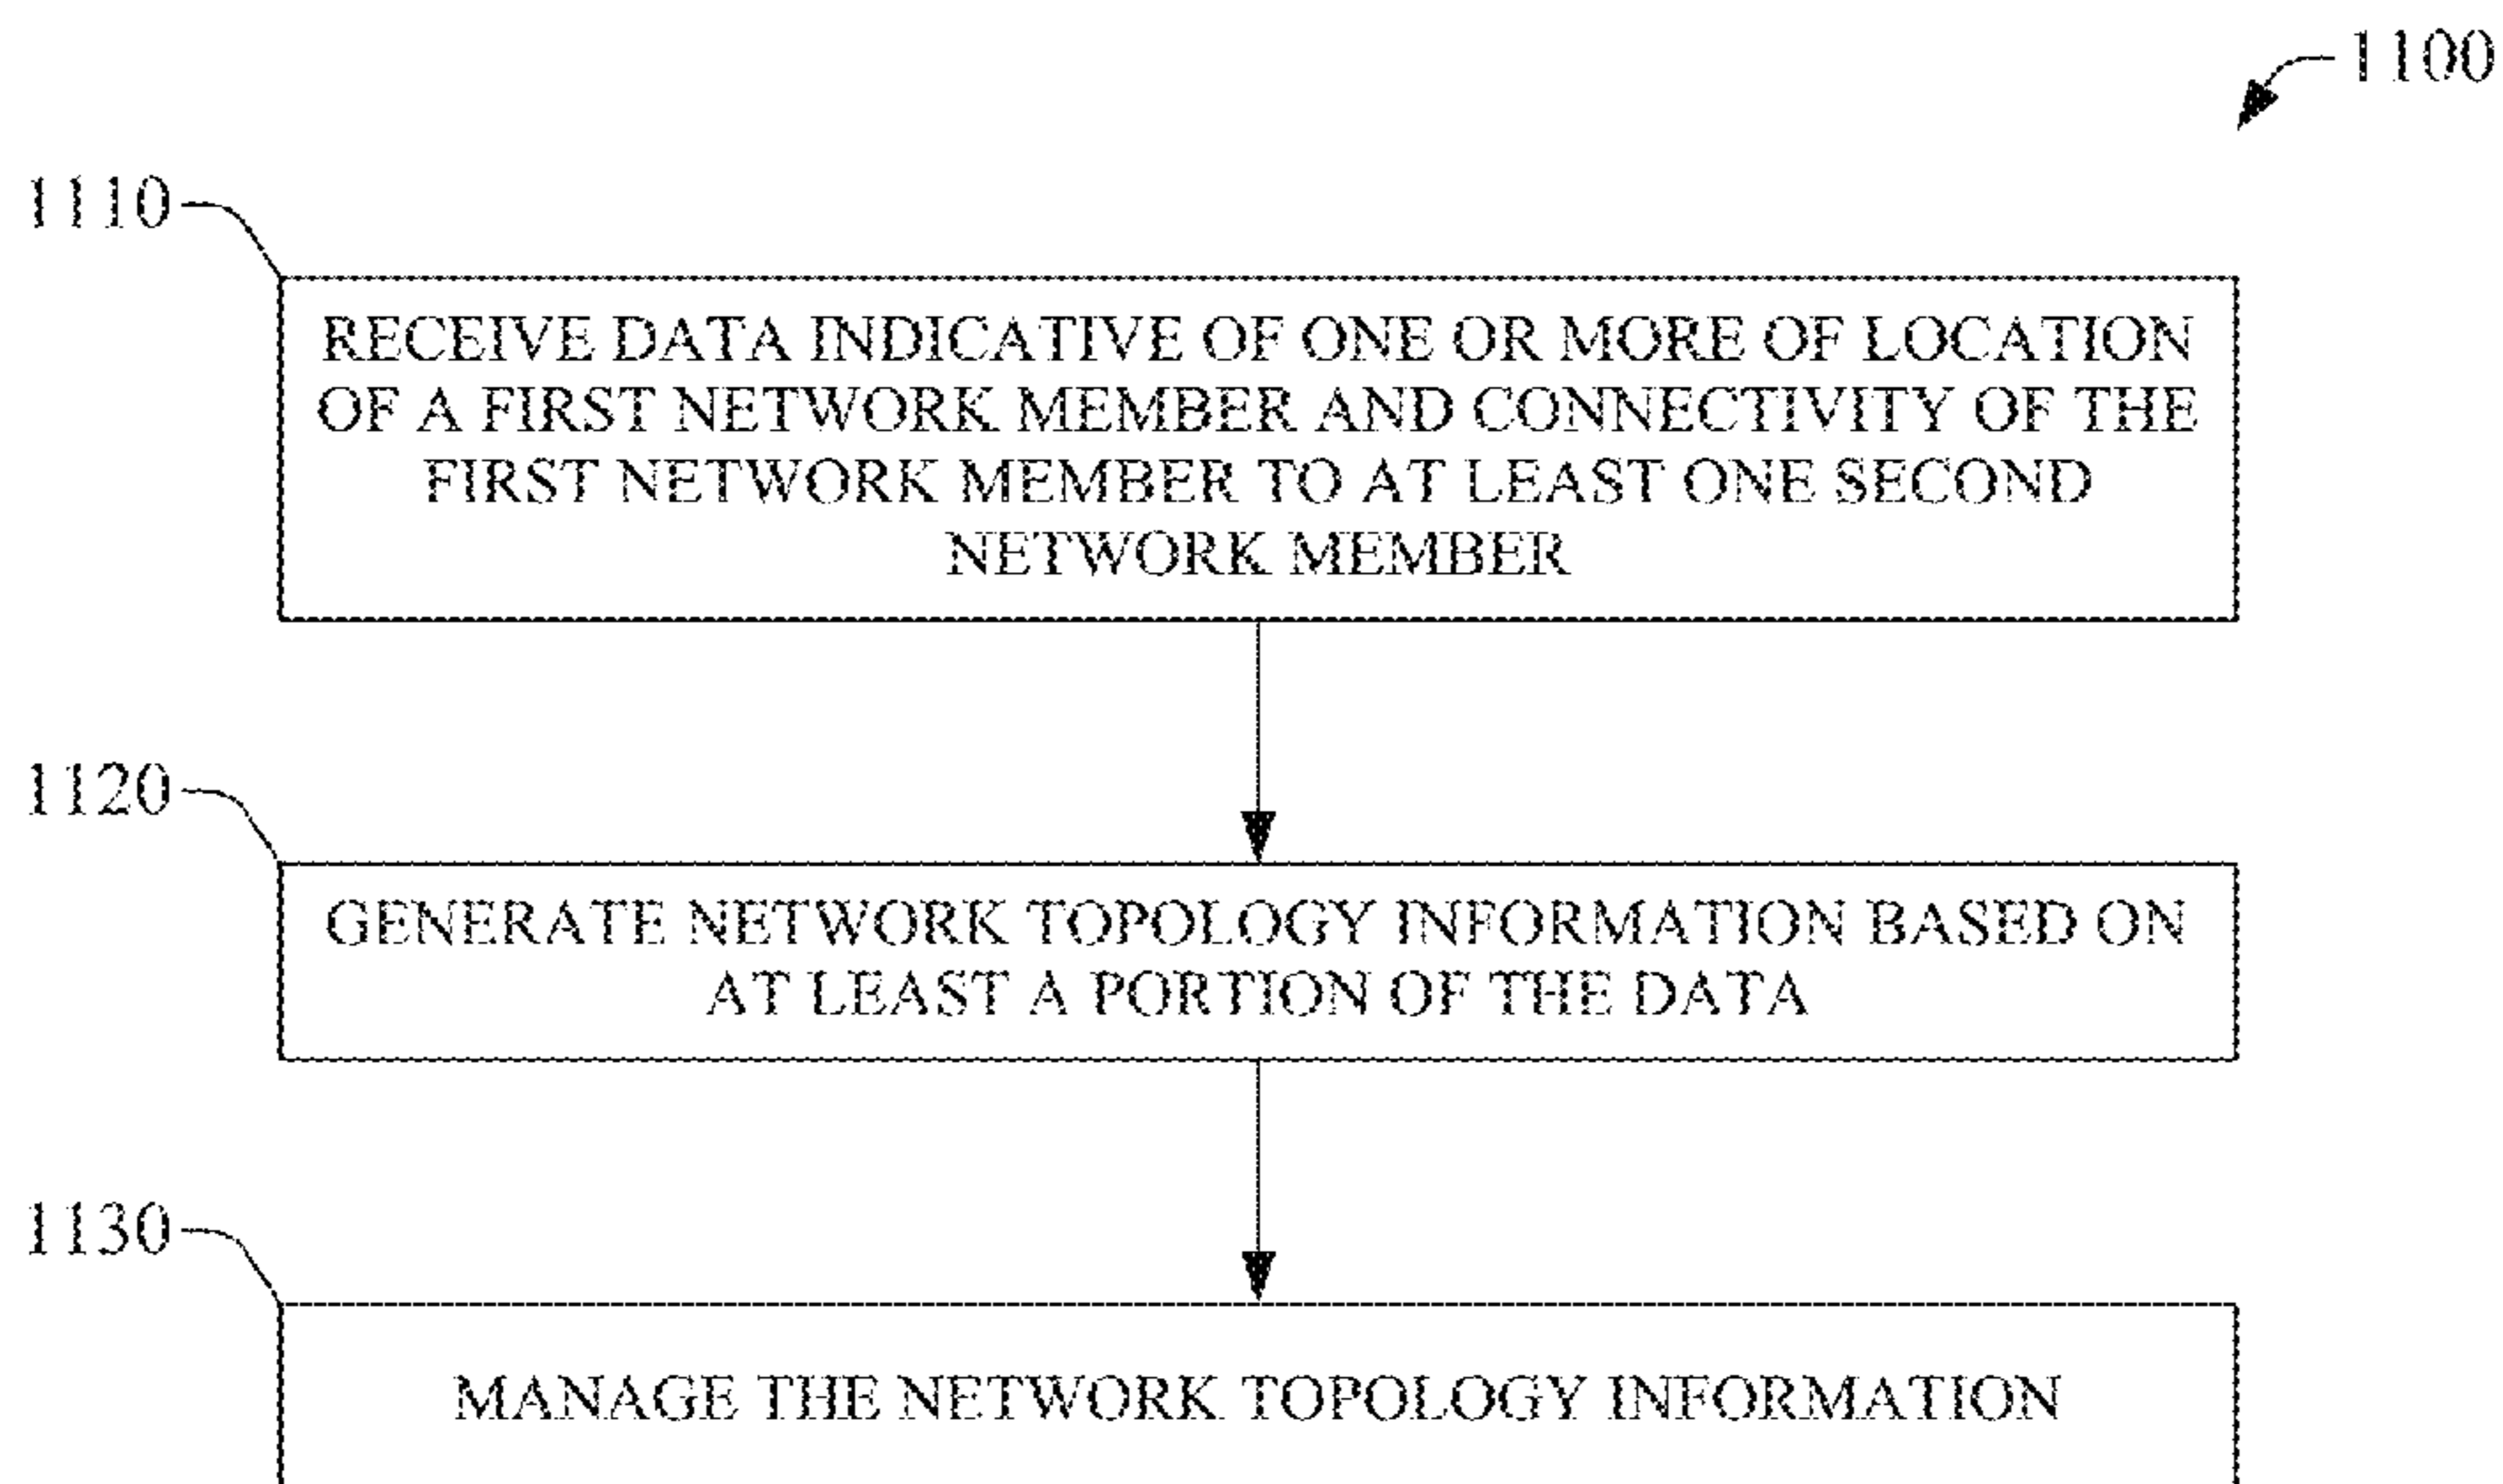 1100
1110
RECEIVE DATA INDICATIVE OF ONE OR MORE OF LOCATION
OF A FIRST NETWORK MEMBER AND CONNECTIVITY OF THE
FIRST NETWORK MEMBER TO AT LEAST ONE SECOND
NETWORK MEMBER
1120
GENERATE NETWORK TOPOLOGY INFORMATION BASED ON
AT LEAST A PORTION OF THE DATA
1130
MANAGE THE NETWORK TOPOLOGY INFORMATION